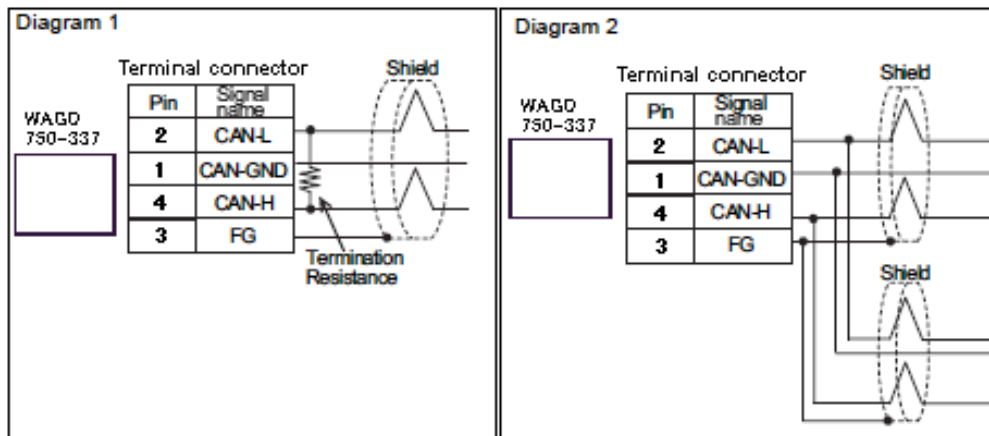 Diagram 1
Terminal connector
Shield
WAGO
750-337
Pin Signal name
2 CAN-L
1 CAN-GND
4 CAN-H
3 FG
Termination
Resistance
Diagram 2
Terminal connector
Shield
WAGO
750-337
Pin Signal name
2 CAN-L
1 CAN-GND
4 CAN-H
3 FG
Shield